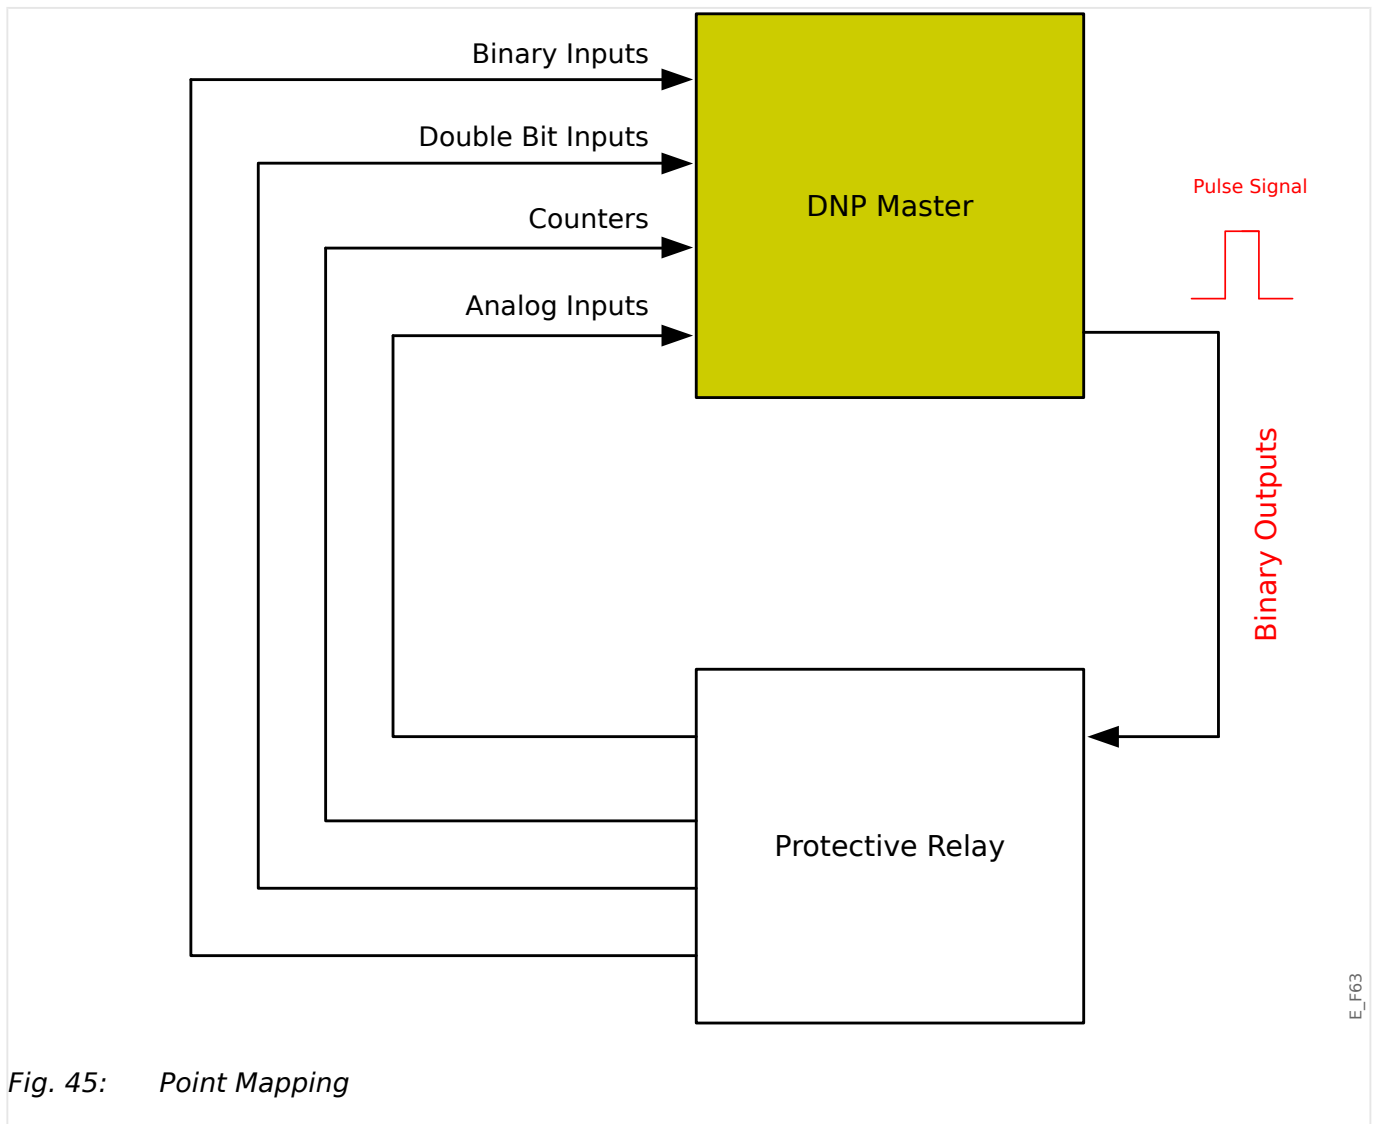 Binary Inputs
Double Bit Inputs
Counters
Analog Inputs
DNP Master
Pulse Signal
Binary Outputs
Protective Relay
E_F63
Fig. 45: Point Mapping